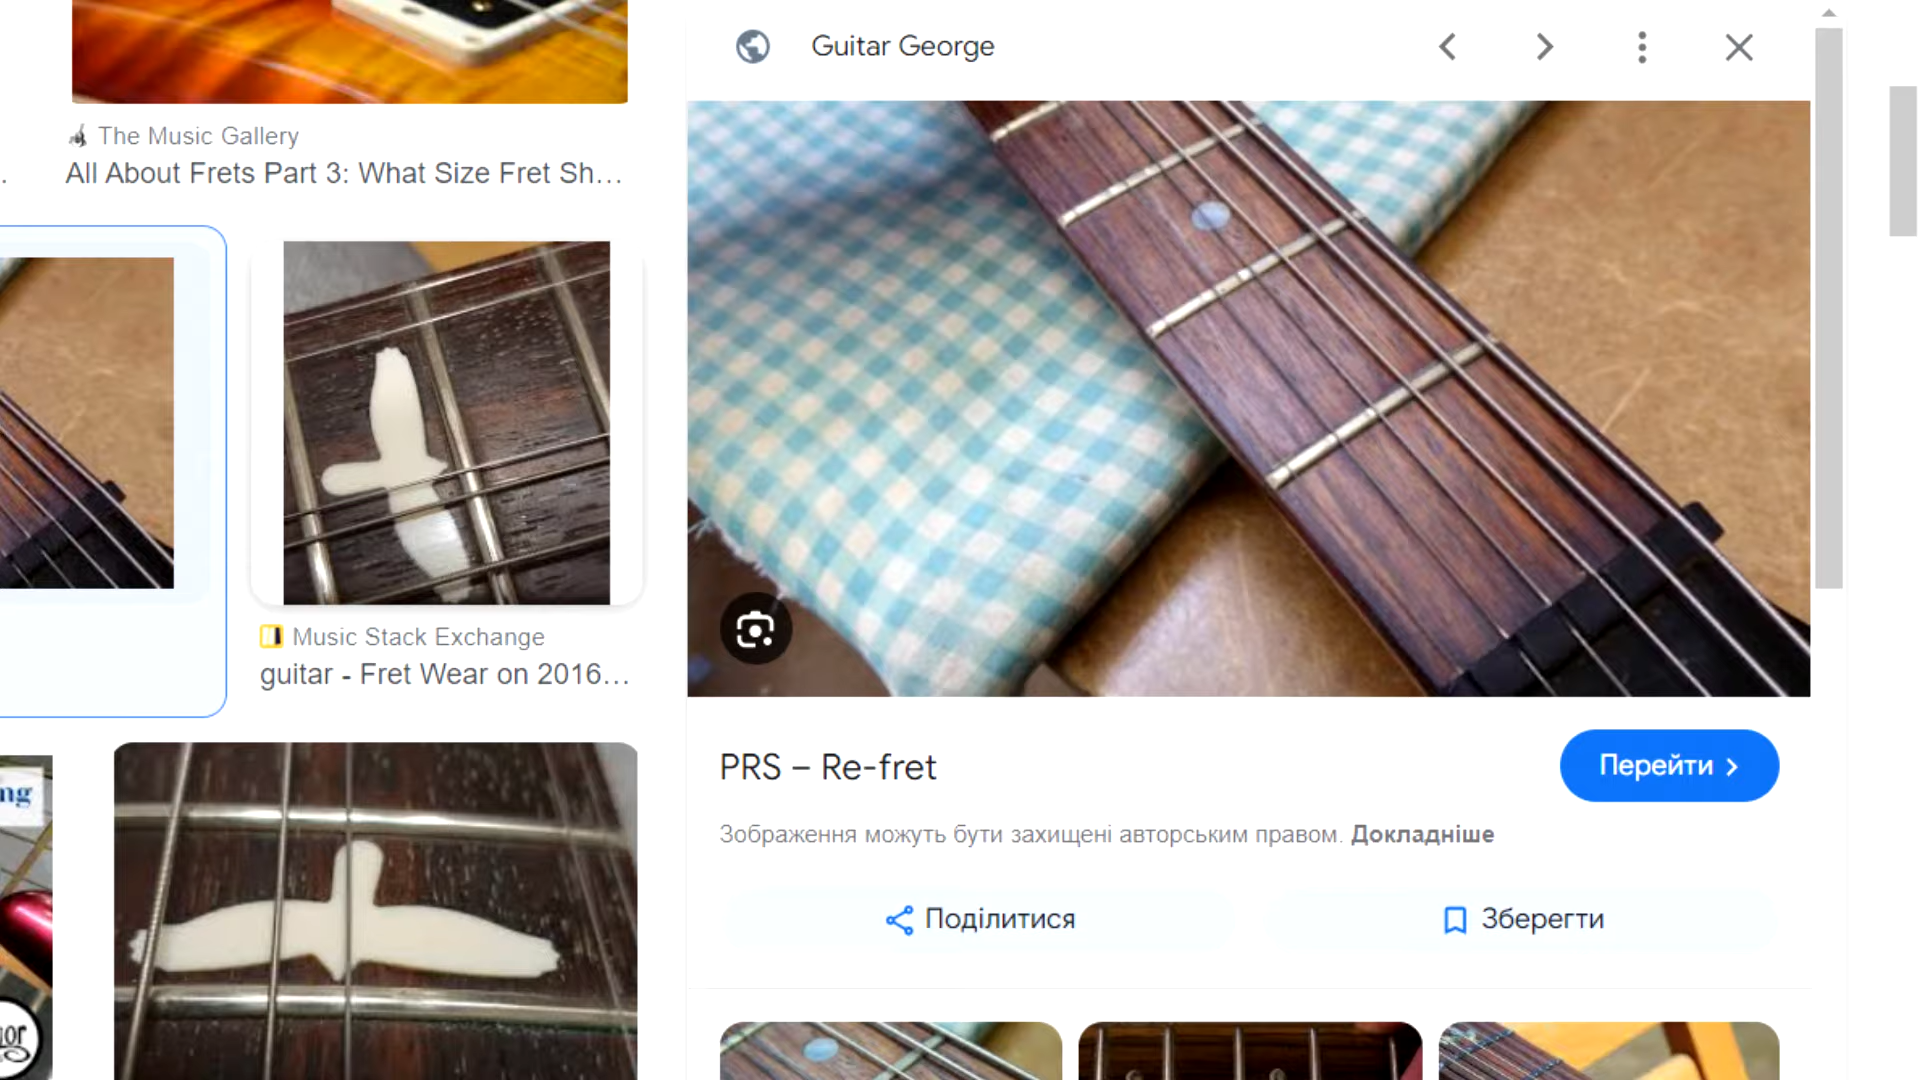 Guitar George
The Music Gallery
All About Frets Part 3: What Size Fret Sh...
Music Stack Exchange
guitar - Fret Wear on 2016...
ng
PRS – Re-fret
Перейти
Зображення можуть бути захищені авторським правом. Докладніше
Поділитися
Зберегти